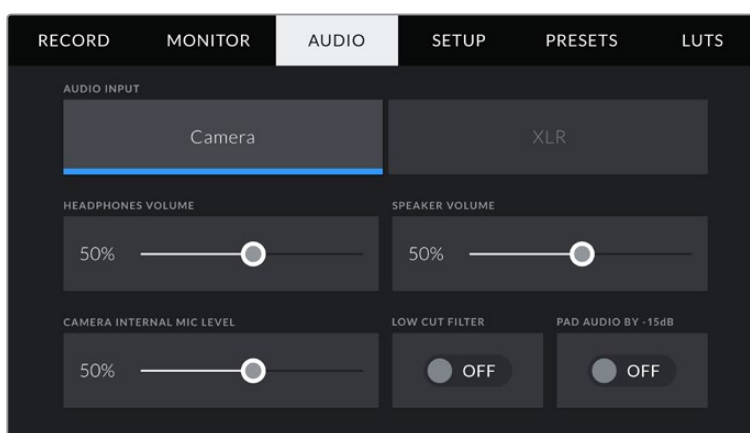 RECORD MONITOR AUDIO SETUP PRESETS LUTS
AUDIO INPUT
Camera XLR
HEADPHONES VOLUME SPEAKER VOLUME
50% 50%
CAMERA INTERNAL MIC LEVEL LOW CUT FILTER PAD AUDIO BY -15dB
50% OFF OFF